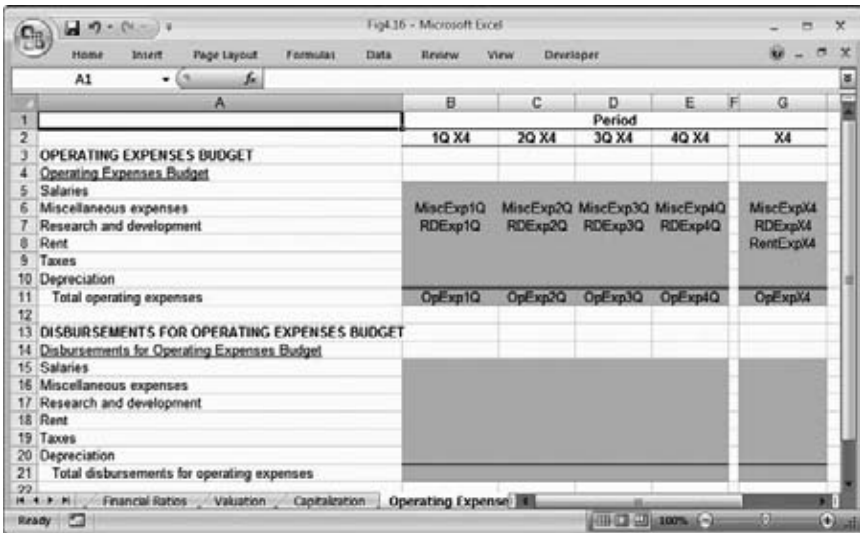 Fig4.16 - Microsoft Excel
Home Insert Page Layout Formulas Data Review View Developer
A1 fx
A B C D E F G
1 Period
2 1Q X4 2Q X4 3Q X4 4Q X4 X4
3 OPERATING EXPENSES BUDGET
4 Operating Expenses Budget
5 Salaries
6 Miscellaneous expenses MiscExp1Q MiscExp2Q MiscExp3Q MiscExp4Q MiscExpX4
7 Research and development RDExp1Q RDExp2Q RDExp3Q RDExp4Q RDExpX4
8 Rent RentExpX4
9 Taxes
10 Depreciation
11 Total operating expenses OpExp1Q OpExp2Q OpExp3Q OpExp4Q OpExpX4
12
13 DISBURSEMENTS FOR OPERATING EXPENSES BUDGET
14 Disbursements for Operating Expenses Budget
15 Salaries
16 Miscellaneous expenses
17 Research and development
18 Rent
19 Taxes
20 Depreciation
21 Total disbursements for operating expenses
22
Financial Ratios Valuation Capitalization Operating Expense
Ready 100%